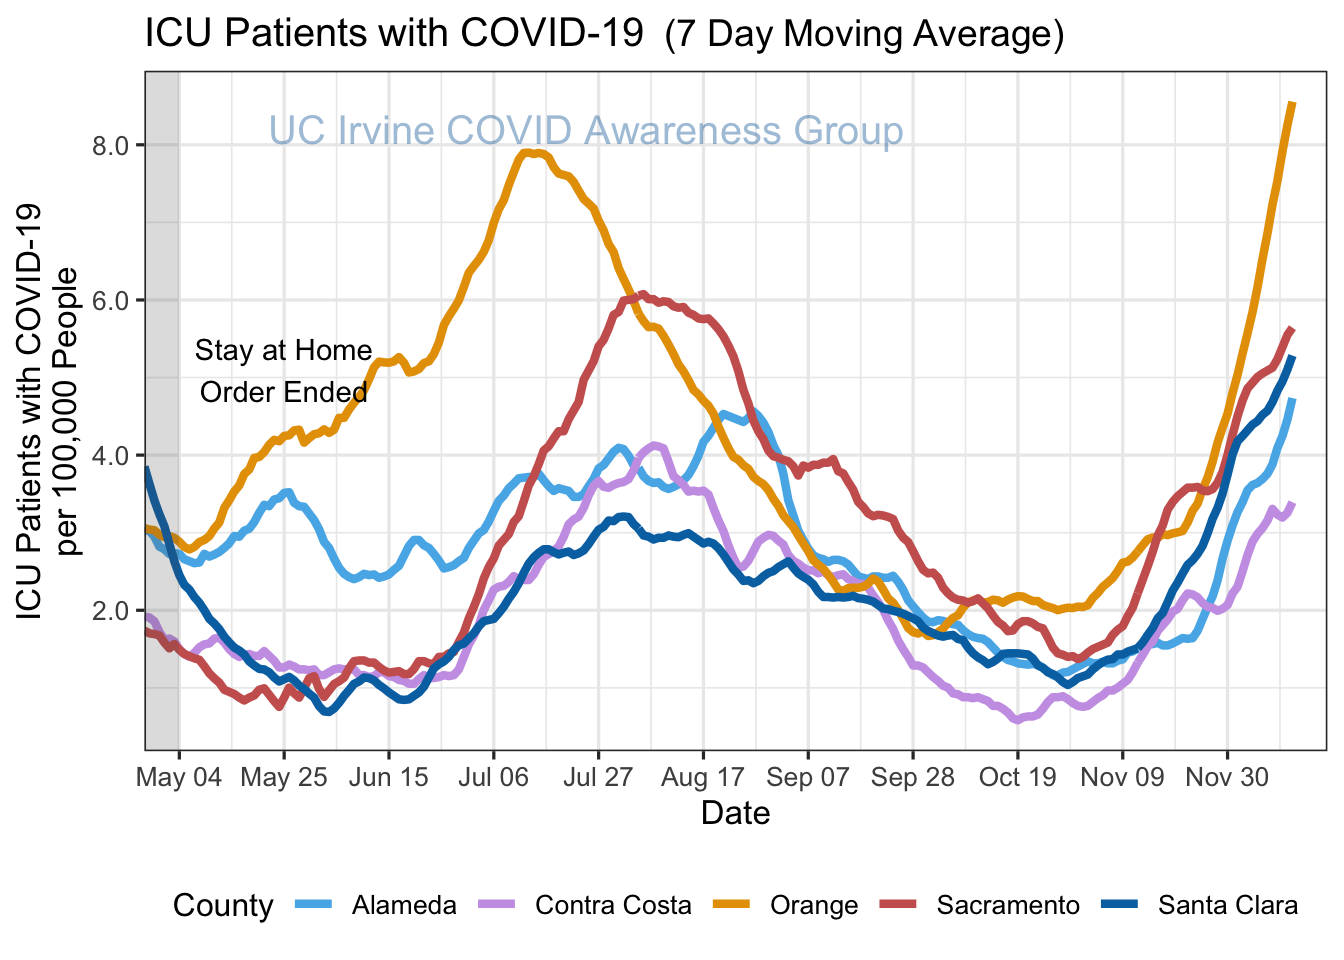 ICU Patients with COVID-19 (7 Day Moving Average)
UC Irvine COVID Awareness Group
8.0
6.0
4.0
2.0
ICU Patients with COVID-19
per 100,000 People
Stay at Home
Order Ended
May 04 May 25 Jun 15 Jul 06 Jul 27 Aug 17 Sep 07 Sep 28 Oct 19 Nov 09 Nov 30
Date
County Alameda Contra Costa Orange Sacramento Santa Clara